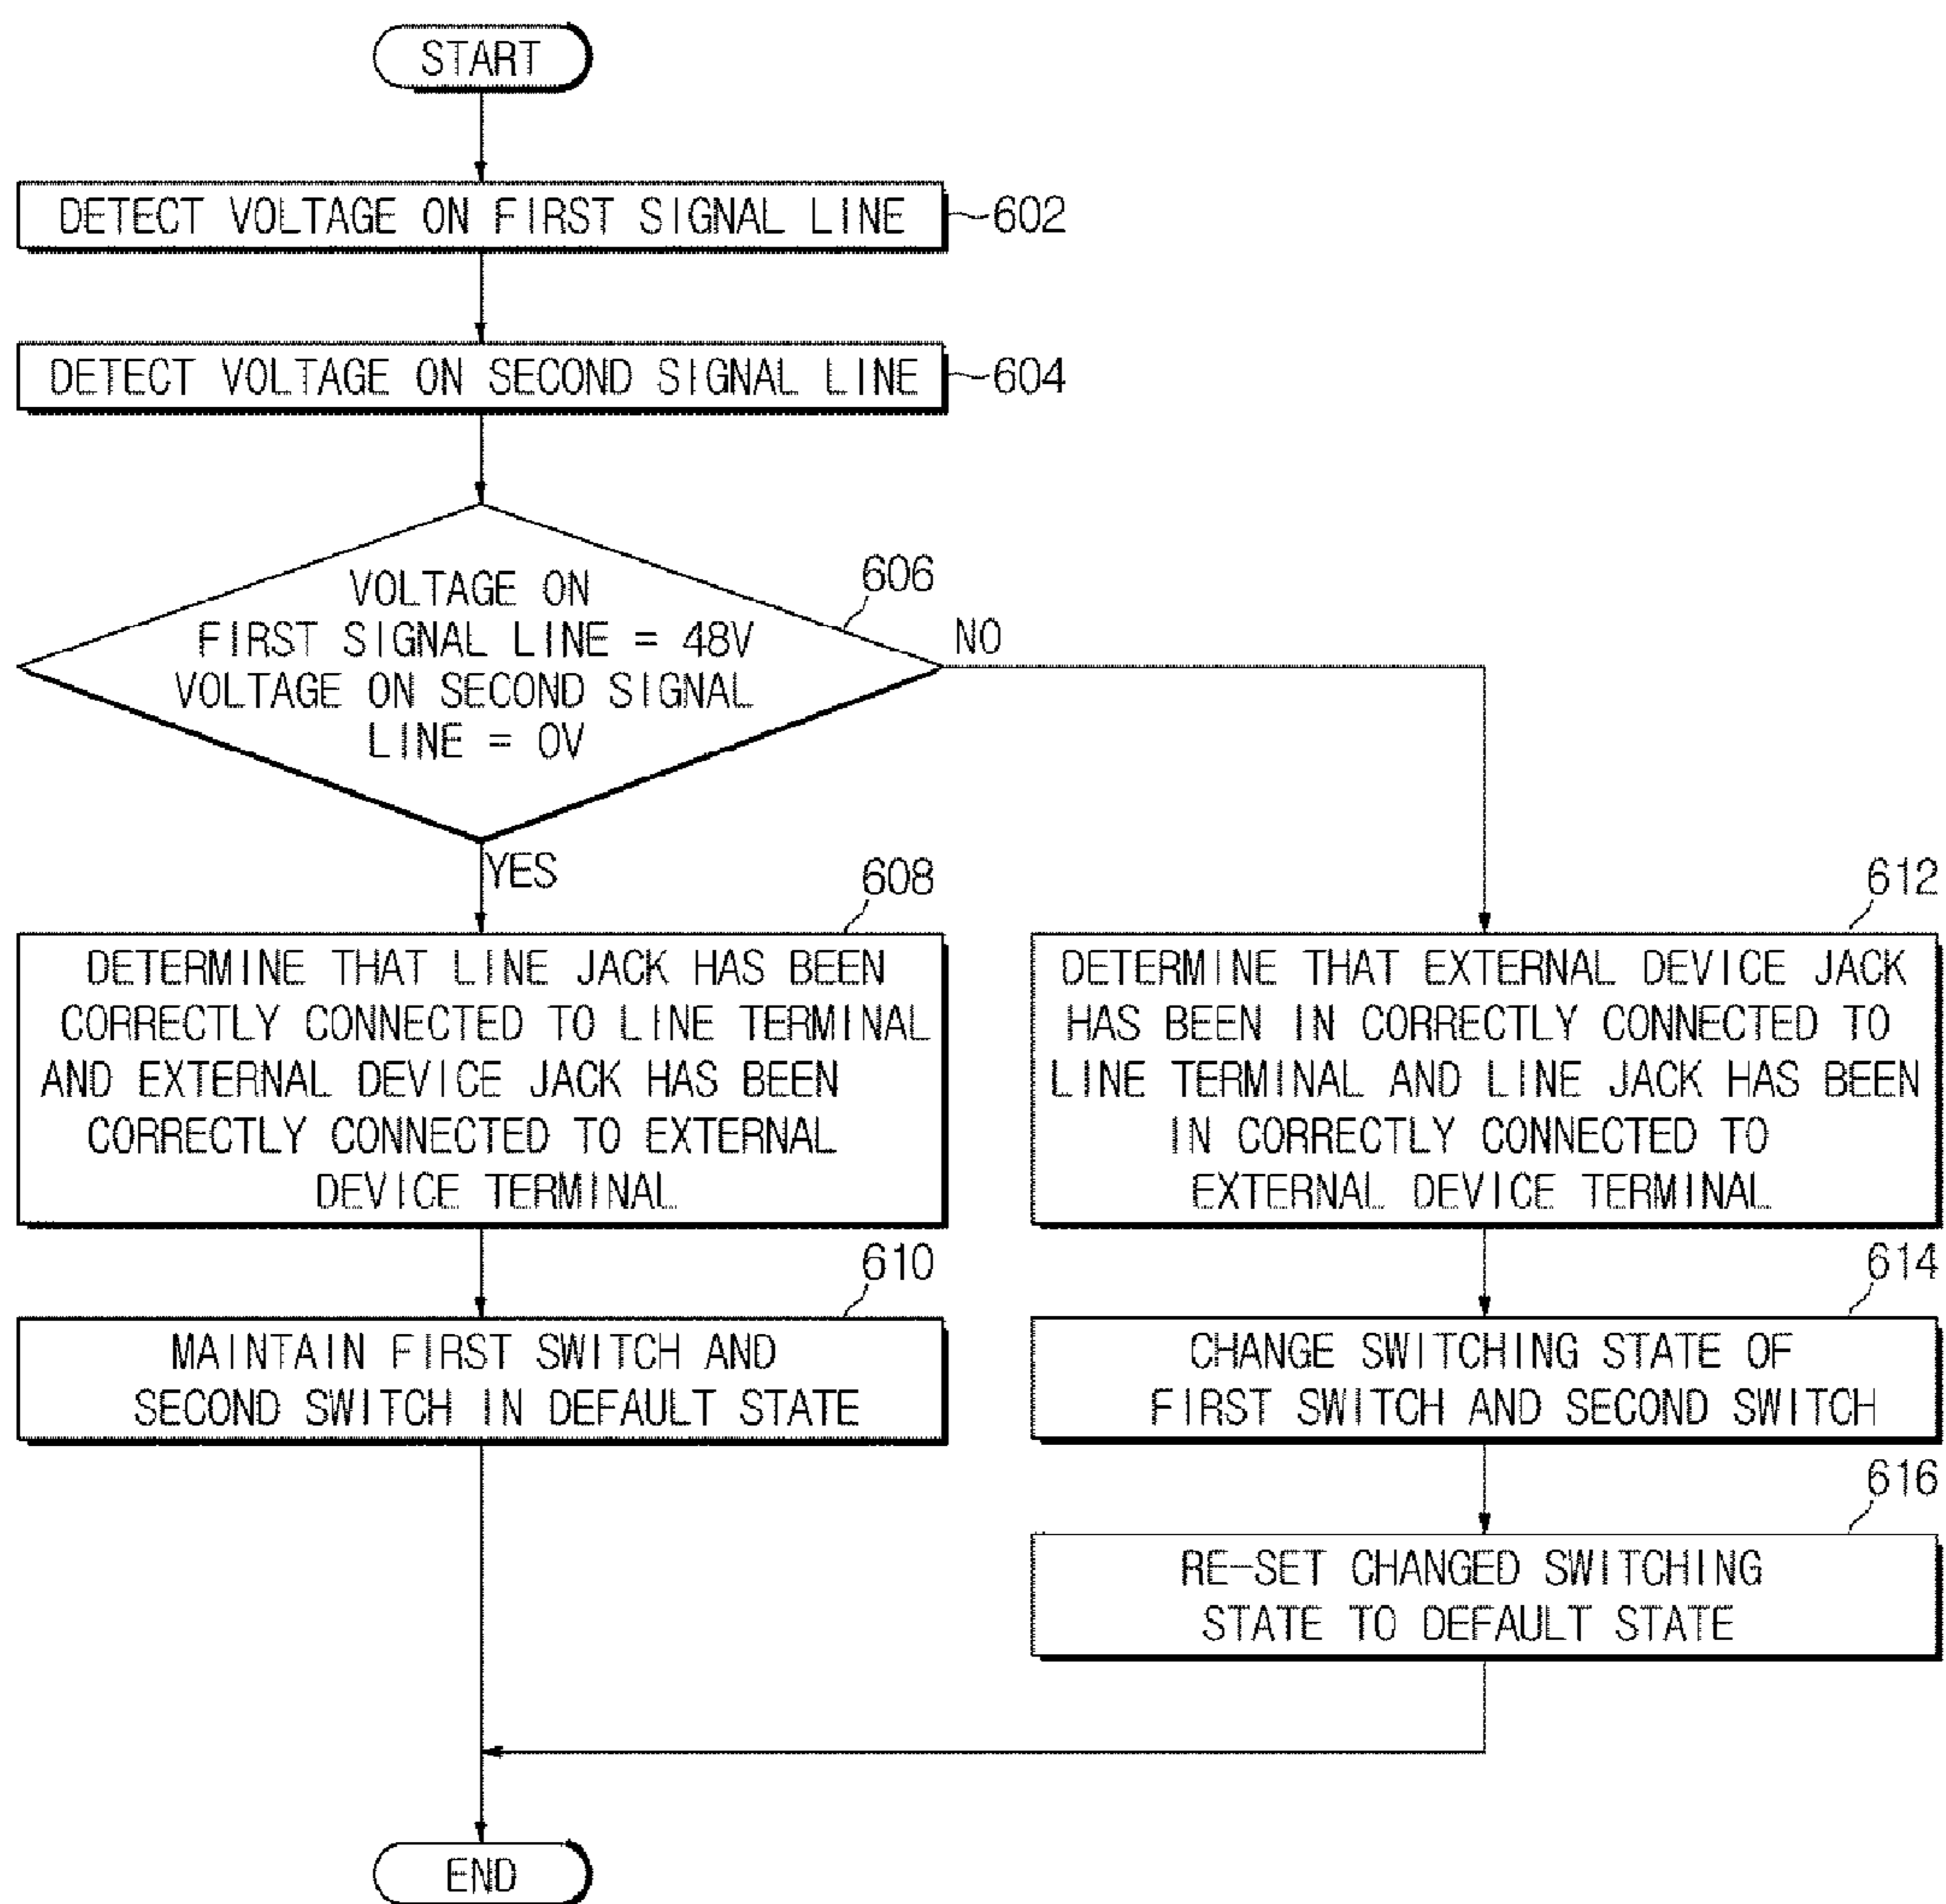 START
DETECT VOLTAGE ON FIRST SIGNAL LINE
602
DETECT VOLTAGE ON SECOND SIGNAL LINE
604
606
VOLTAGE ON
FIRST SIGNAL LINE = 48V
VOLTAGE ON SECOND SIGNAL
LINE = 0V
NO
YES
608
DETERMINE THAT LINE JACK HAS BEEN
CORRECTLY CONNECTED TO LINE TERMINAL
AND EXTERNAL DEVICE JACK HAS BEEN
CORRECTLY CONNECTED TO EXTERNAL
DEVICE TERMINAL
610
MAINTAIN FIRST SWITCH AND
SECOND SWITCH IN DEFAULT STATE
612
DETERMINE THAT EXTERNAL DEVICE JACK
HAS BEEN IN CORRECTLY CONNECTED TO
LINE TERMINAL AND LINE JACK HAS BEEN
IN CORRECTLY CONNECTED TO
EXTERNAL DEVICE TERMINAL
614
CHANGE SWITCHING STATE OF
FIRST SWITCH AND SECOND SWITCH
616
RE-SET CHANGED SWITCHING
STATE TO DEFAULT STATE
END